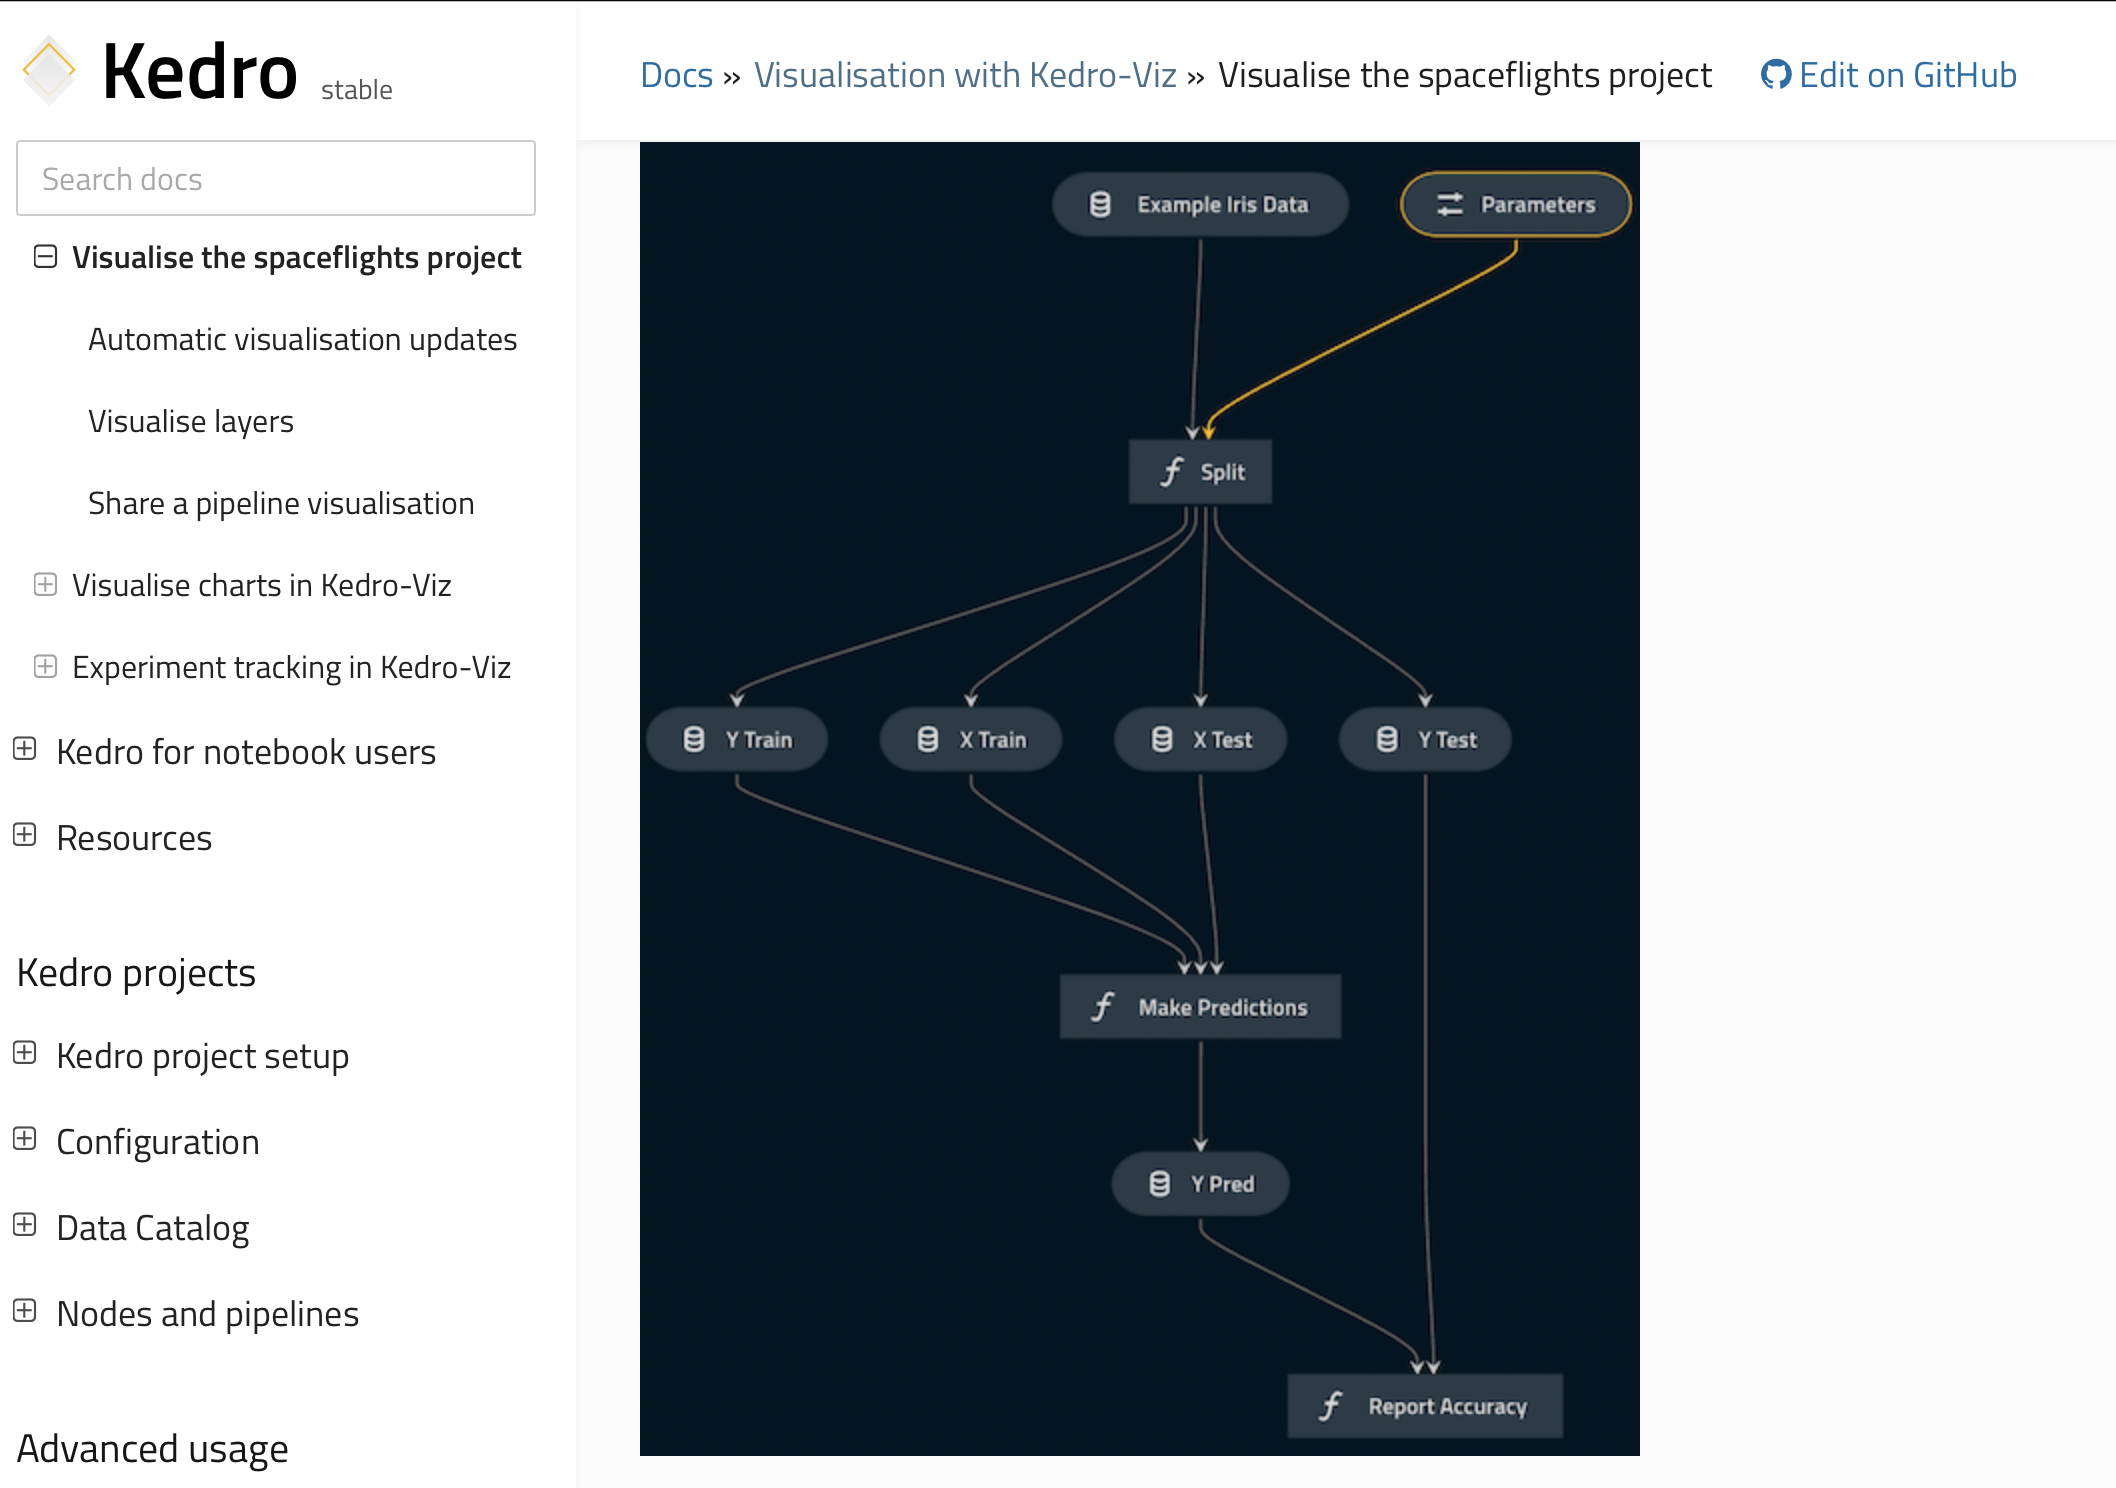 Kedro stable
Search docs
Visualise the spaceflights project
Automatic visualisation updates
Visualise layers
Share a pipeline visualisation
Visualise charts in Kedro-Viz
Experiment tracking in Kedro-Viz
Kedro for notebook users
Resources
Kedro projects
Kedro project setup
Configuration
Data Catalog
Nodes and pipelines
Advanced usage
Docs » Visualisation with Kedro-Viz » Visualise the spaceflights project Edit on GitHub
Example Iris Data Parameters
Split
Y Train X Train X Test Y Test
Make Predictions
Y Pred
Report Accuracy